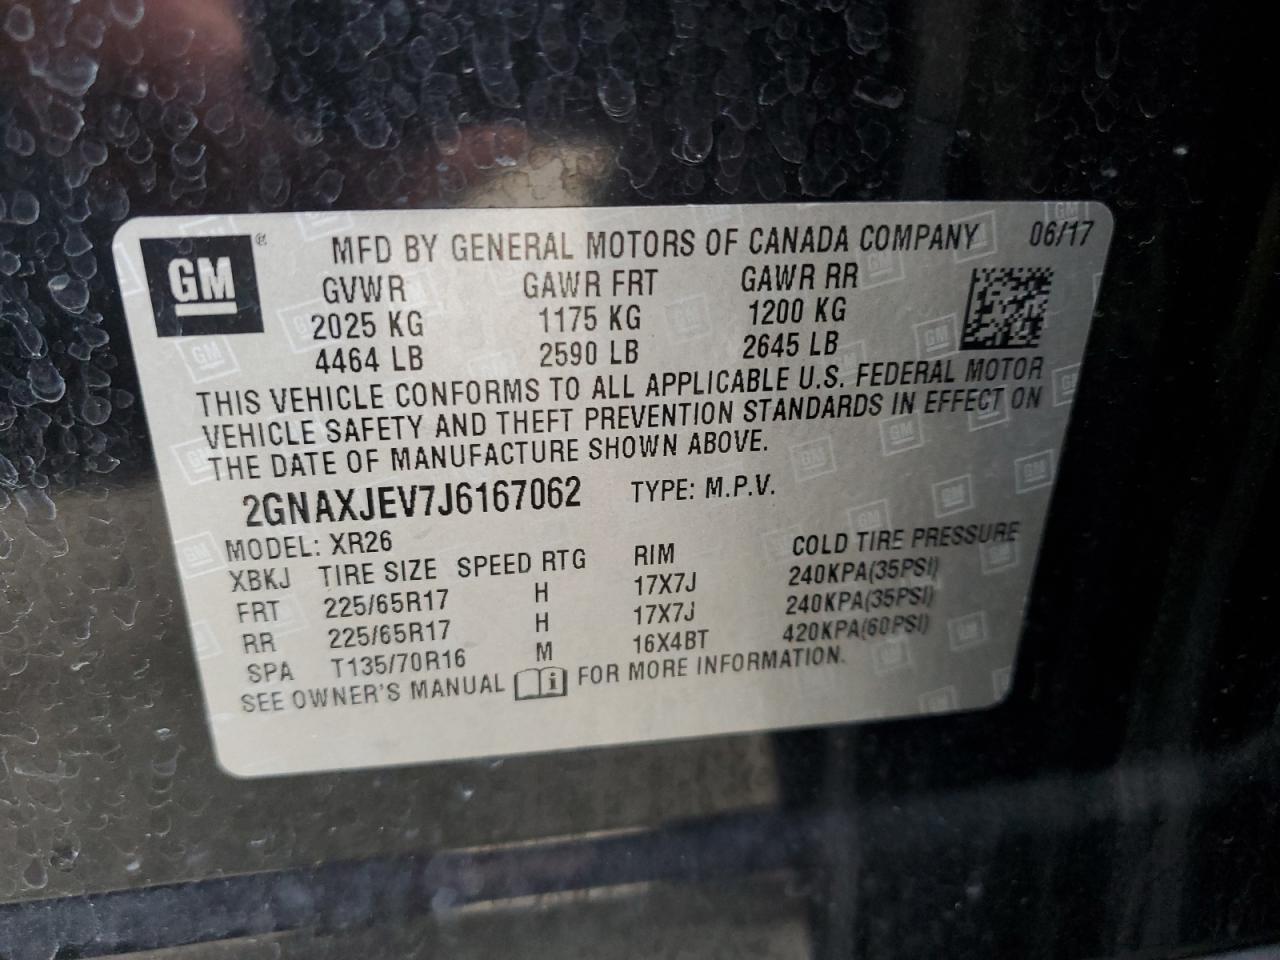 GM ® MFD BY GENERAL MOTORS OF CANADA COMPANY 06/17
GVWR GAWR FRT GAWR RR
2025 KG 1175 KG 1200 KG
4464 LB 2590 LB 2645 LB
THIS VEHICLE CONFORMS TO ALL APPLICABLE U.S. FEDERAL MOTOR
VEHICLE SAFETY AND THEFT PREVENTION STANDARDS IN EFFECT ON
THE DATE OF MANUFACTURE SHOWN ABOVE.
2GNAXJEV7J6167062 TYPE: M.P.V.
MODEL: XR26
XBKJ TIRE SIZE SPEED RTG RIM COLD TIRE PRESSURE
FRT 225/65R17 H 17X7J 240KPA(35PSI)
RR 225/65R17 H 17X7J 240KPA(35PSI)
SPA T135/70R16 M 16X4BT 420KPA(60PSI)
SEE OWNER'S MANUAL i FOR MORE INFORMATION.